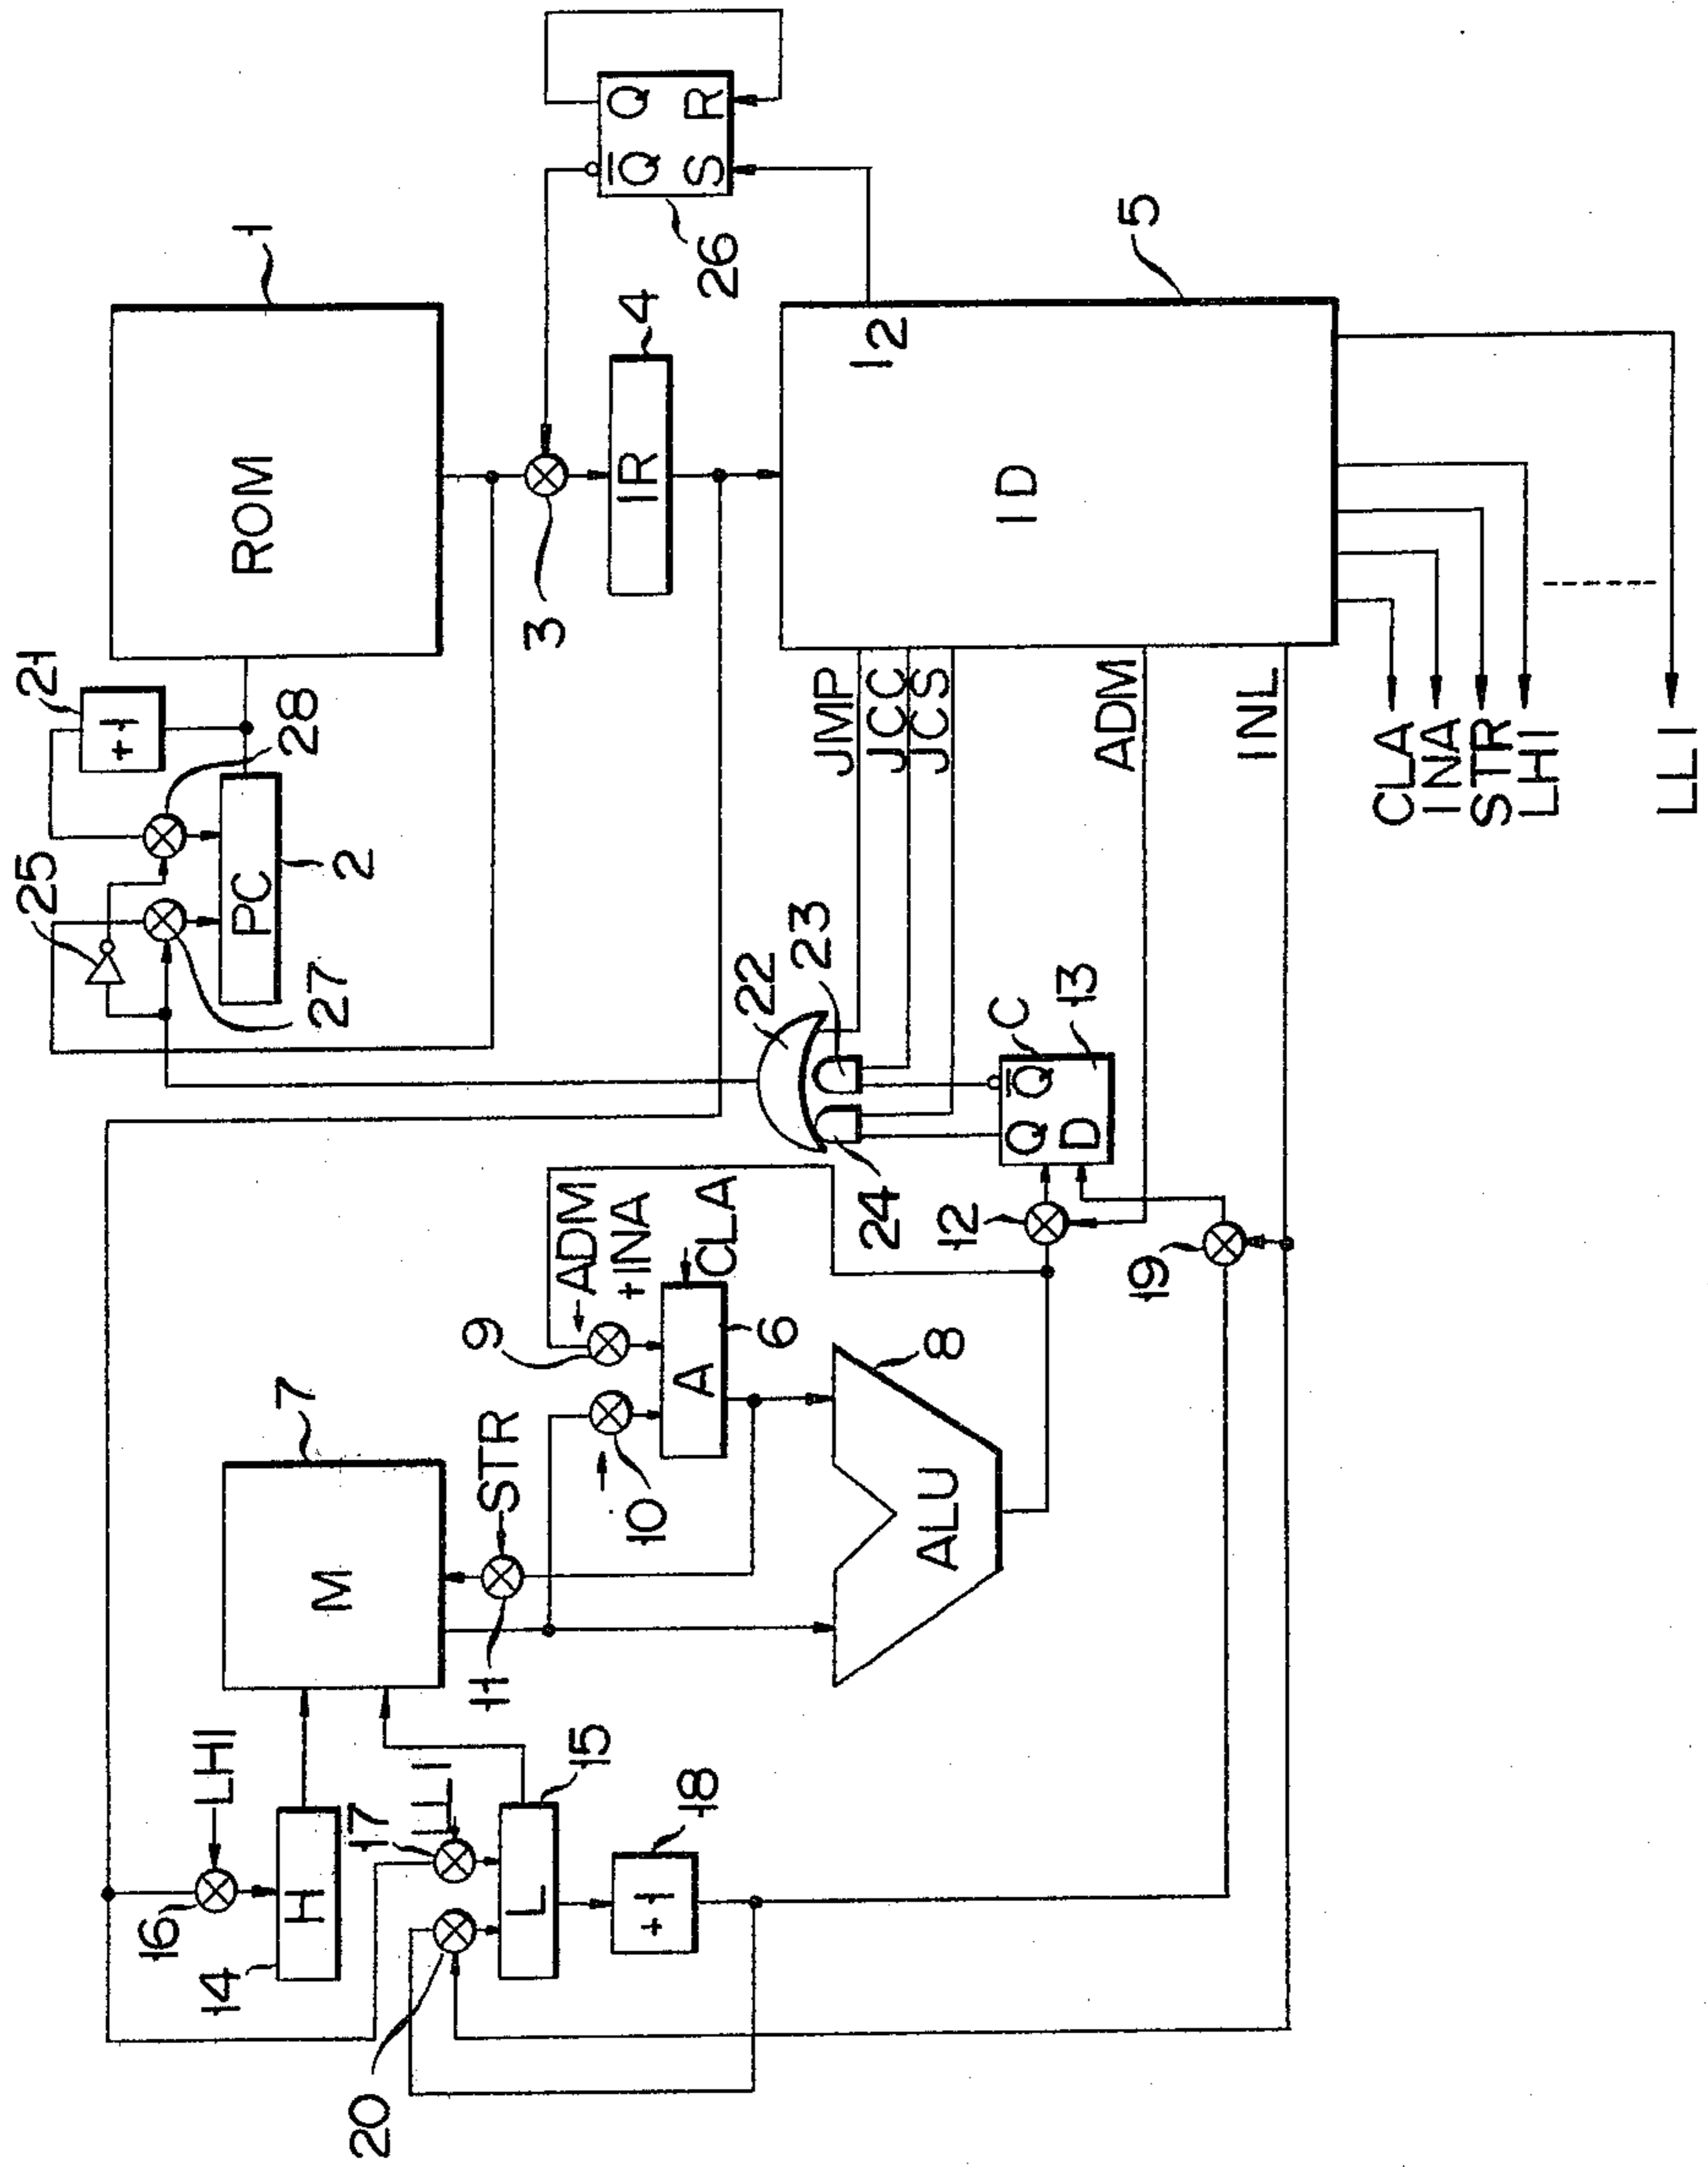 20
16
14
H
LHI
17
LLI
L
15
+1
18
M
7
11
STR
10
9
ADM
+INA
CLA
A
6
ALU
8
25
27
PC
2
28
+1
21
ROM
1
3
IR
4
Q̄ Q
S R
26
22
23
24
12
19
Q Q̄
D
C
13
JMP
JCC
JCS
ADM
INL
ID
I2
5
CLA
INA
STR
LHI
LLI